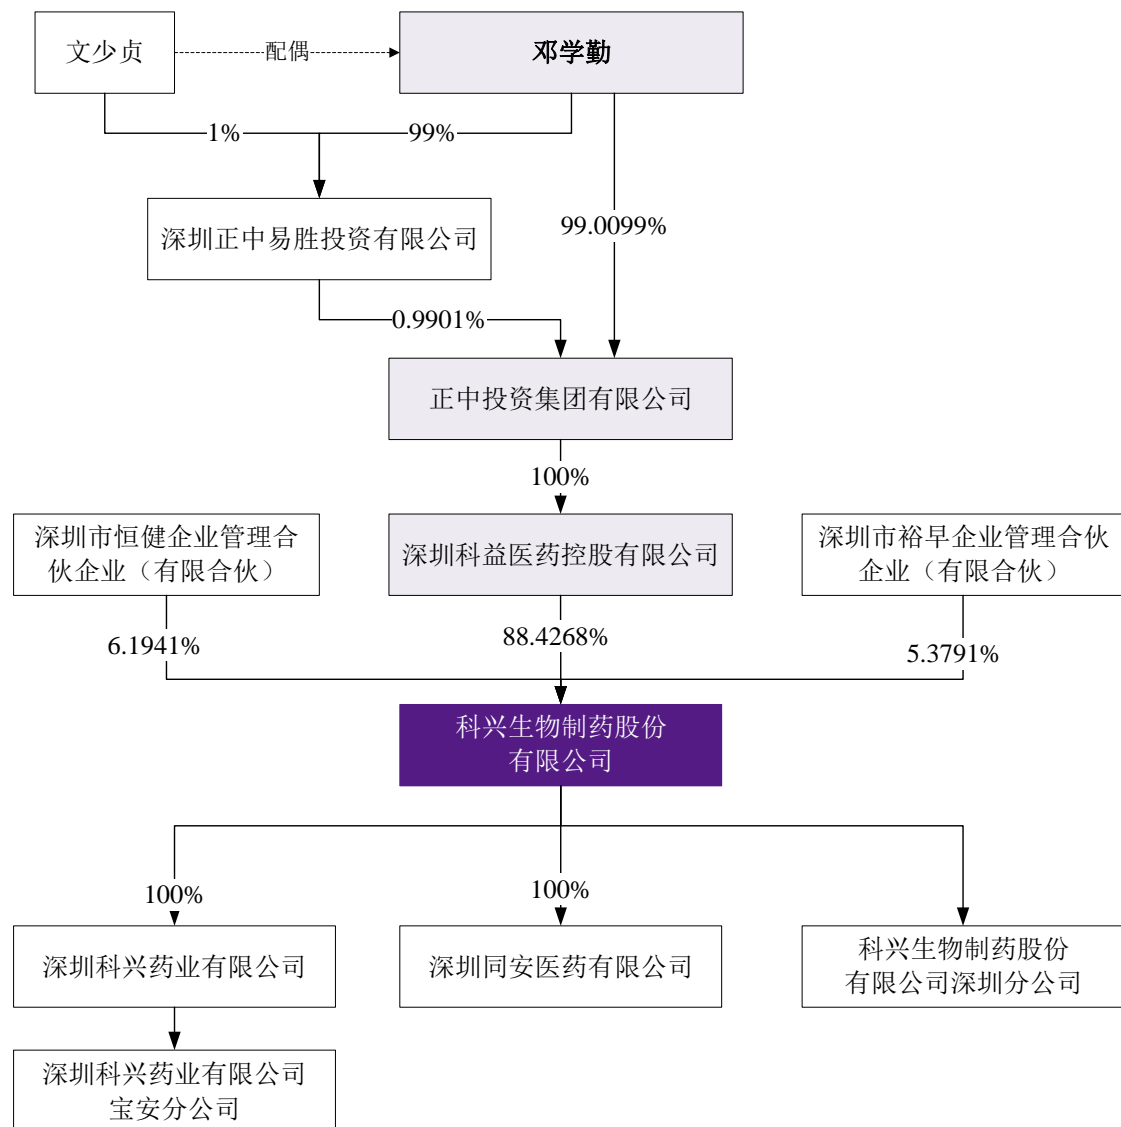 文少贞
配偶
邓学勤
1%
99%
深圳正中易胜投资有限公司
99.0099%
0.9901%
正中投资集团有限公司
100%
深圳市恒健企业管理合
伙企业（有限合伙）
深圳科益医药控股有限公司
深圳市裕早企业管理合伙
企业（有限合伙）
6.1941%
88.4268%
5.3791%
科兴生物制药股份
有限公司
100%
100%
深圳科兴药业有限公司
深圳同安医药有限公司
科兴生物制药股份
有限公司深圳分公司
深圳科兴药业有限公司
宝安分公司